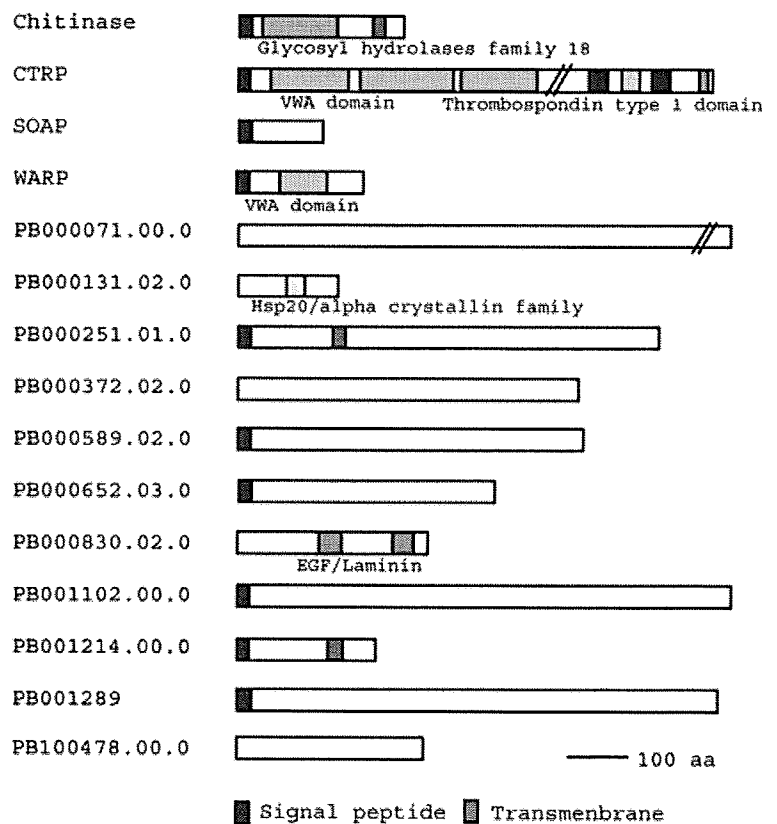 Chitinase
Glycosyl hydrolases family 18
CTRP
VWA domain Thrombospondin type 1 domain
SOAP
WARP
VWA domain
PB000071.00.0
PB000131.02.0
Hsp20/alpha crystallin family
PB000251.01.0
PB000372.02.0
PB000589.02.0
PB000652.03.0
PB000830.02.0
EGF/Laminin
PB001102.00.0
PB001214.00.0
PB001289
PB100478.00.0
100 aa
Signal peptide Transmenbrane